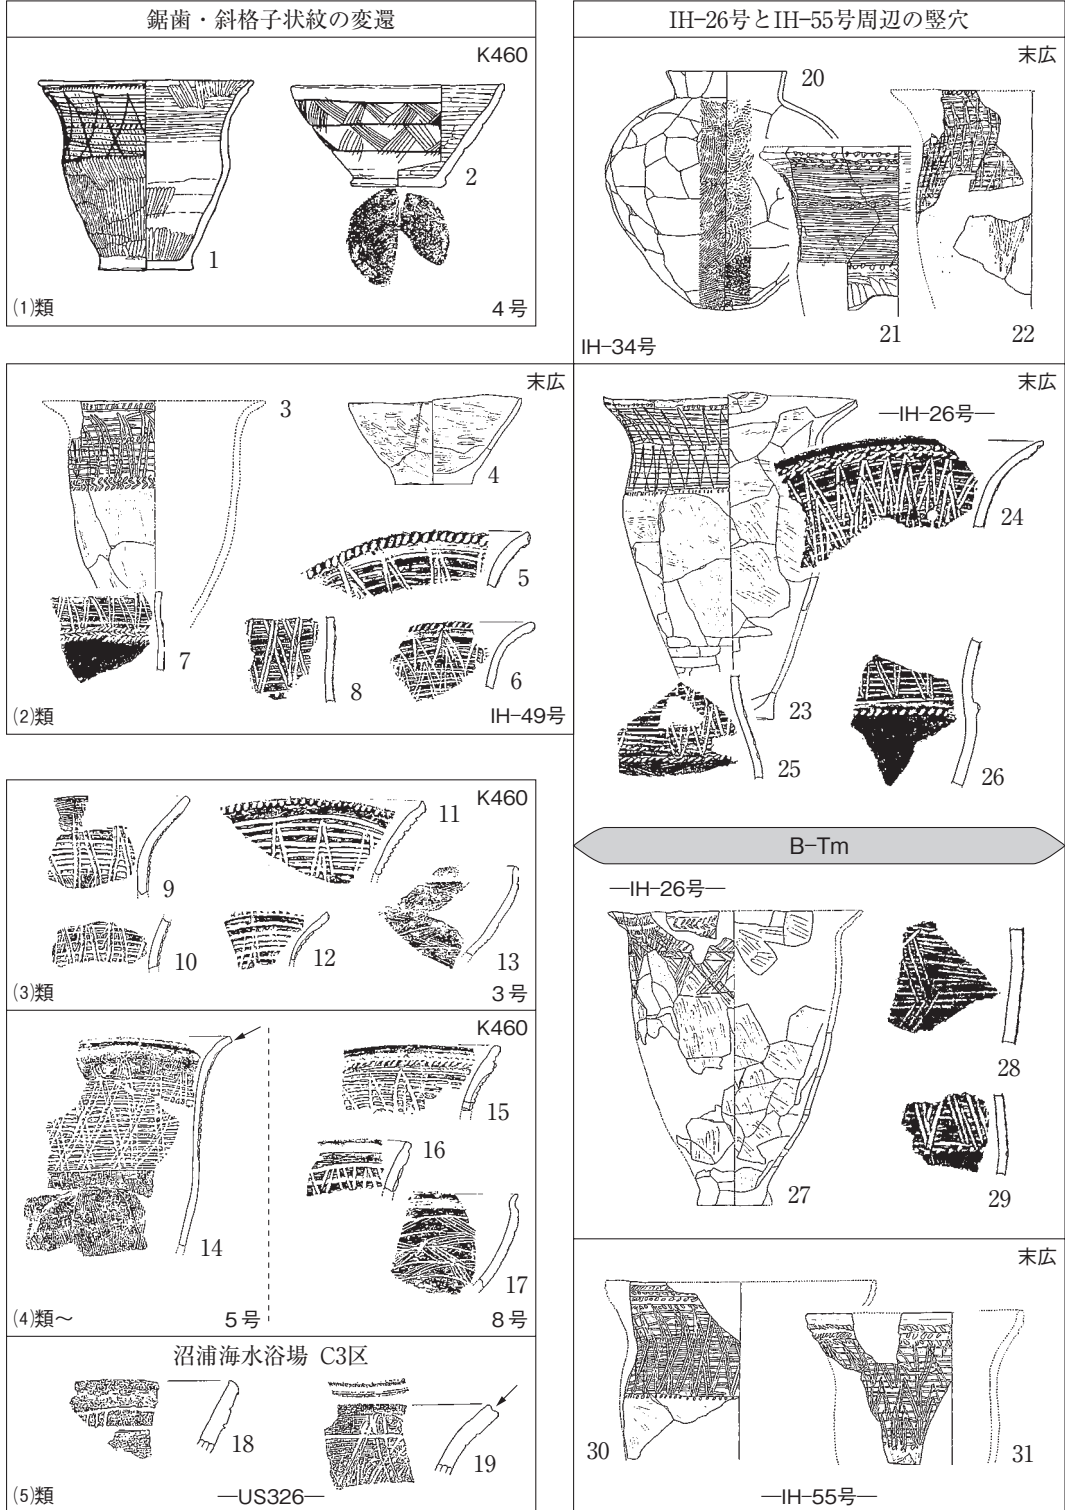 鋸歯・斜格子状紋の変還
K460
1
2
(1)類
4号
末広
3
4
5
6
7
8
(2)類
IH-49号
K460
9
10
11
12
13
(3)類
3号
K460
14
15
16
17
(4)類～
5号
8号
沼浦海水浴場 C3区
18
19
(5)類
—US326—
IH-26号とIH-55号周辺の竪穴
末広
20
21
22
IH-34号
末広
—IH-26号—
23
24
25
26
B-Tm
—IH-26号—
27
28
29
末広
30
31
—IH-55号—